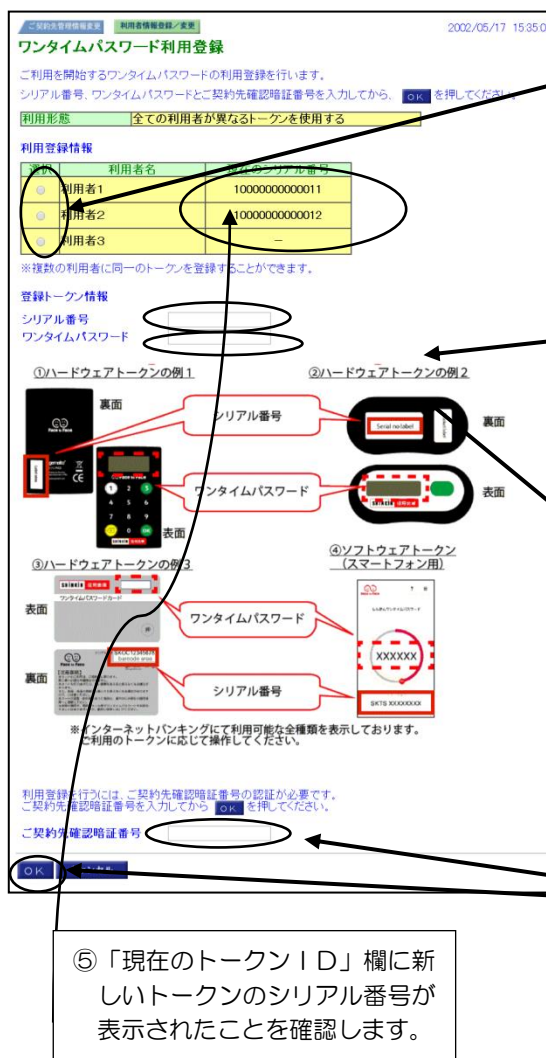 ご契約先管理情報変更 利用者情報登録／変更 2002/05/17 15:35:0
ワンタイムパスワード利用登録
ご利用を開始するワンタイムパスワードの利用登録を行います。
シリアル番号、ワンタイムパスワードとご契約先確認暗証番号を入力してから、 OK を押してください。
利用形態 全ての利用者が異なるトークンを使用する
利用登録情報
選択 利用者名 現在のシリアル番号
利用者1 10000000000011
利用者2 10000000000012
利用者3 －
※複数の利用者に同一のトークンを登録することができます。
登録トークン情報
シリアル番号
ワンタイムパスワード
①ハードウェアトークンの例1 ②ハードウェアトークンの例2
裏面
シリアル番号
Serial no label
裏面
ワンタイムパスワード
表面
表面
③ハードウェアトークンの例3
④ソフトウェアトークン
（スマートフォン用）
表面
ワンタイムパスワードカード
ワンタイムパスワード
XXXXXX
裏面
barcode area
シリアル番号
SKTS XXXXXXXX
※インターネットバンキングにて利用可能な全種類を表示しております。
ご利用のトークンに応じて操作してください。
利用登録を行うには、ご契約先確認暗証番号の認証が必要です。
ご契約先確認暗証番号を入力してから OK を押してください。
ご契約先確認暗証番号
OK
⑤「現在のトークンＩＤ」欄に新
しいトークンのシリアル番号が
表示されたことを確認します。